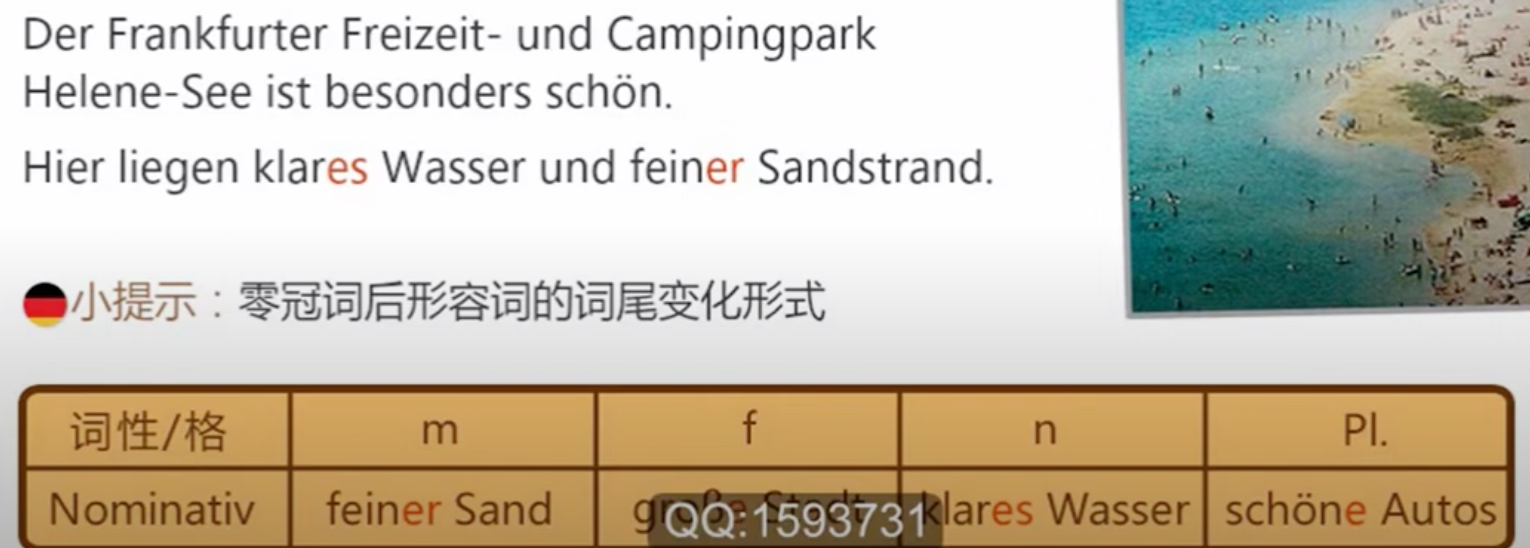 Der Frankfurter Freizeit- und Campingpark
Helene-See ist besonders schön.
Hier liegen klares Wasser und feiner Sandstrand.
小提示：零冠词后形容词的词尾变化形式
词性/格 m f n Pl.
Nominativ feiner Sand große Stadt klares Wasser schöne Autos
QQ:1593731